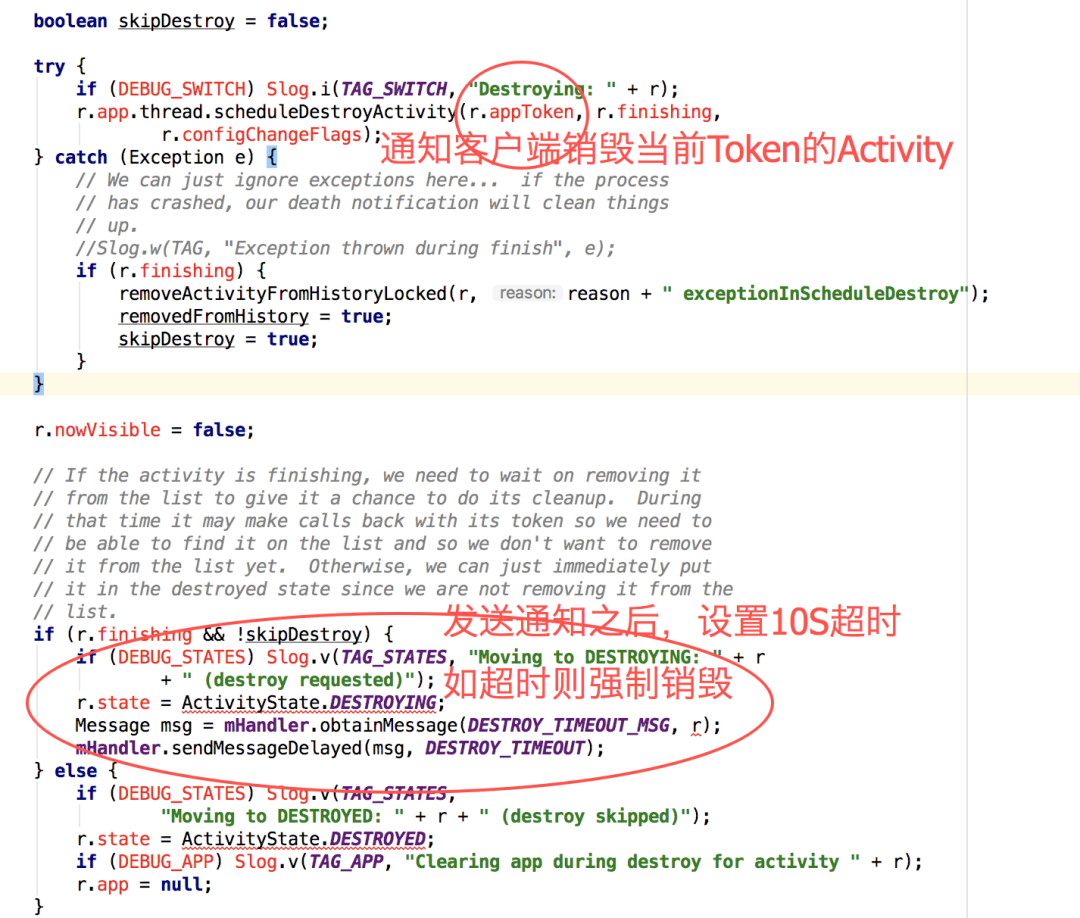 boolean skipDestroy = false;
try {
if (DEBUG_SWITCH) Slog.i(TAG_SWITCH, "Destroying: " + r);
r.app.thread.scheduleDestroyActivity(r.appToken, r.finishing,
r.configChangeFlags);
通知客户端销毁当前Token的Activity
} catch (Exception e) {
// We can just ignore exceptions here...  if the process
// has crashed, our death notification will clean things
// up.
//Slog.w(TAG, "Exception thrown during finish", e);
if (r.finishing) {
removeActivityFromHistoryLocked(r, reason: reason + " exceptionInScheduleDestroy");
removedFromHistory = true;
skipDestroy = true;
}
}
r.nowVisible = false;
// If the activity is finishing, we need to wait on removing it
// from the list to give it a chance to do its cleanup.  During
// that time it may make calls back with its token so we need to
// be able to find it on the list and so we don't want to remove
// it from the list yet.  Otherwise, we can just immediately put
// it in the destroyed state since we are not removing it from the
// list.
发送通知之后，设置10S超时
if (r.finishing && !skipDestroy) {
if (DEBUG_STATES) Slog.v(TAG_STATES, "Moving to DESTROYING: " + r
+ " (destroy requested)");
如超时则强制销毁
r.state = ActivityState.DESTROYING;
Message msg = mHandler.obtainMessage(DESTROY_TIMEOUT_MSG, r);
mHandler.sendMessageDelayed(msg, DESTROY_TIMEOUT);
} else {
if (DEBUG_STATES) Slog.v(TAG_STATES,
"Moving to DESTROYED: " + r + " (destroy skipped)");
r.state = ActivityState.DESTROYED;
if (DEBUG_APP) Slog.v(TAG_APP, "Clearing app during destroy for activity " + r);
r.app = null;
}